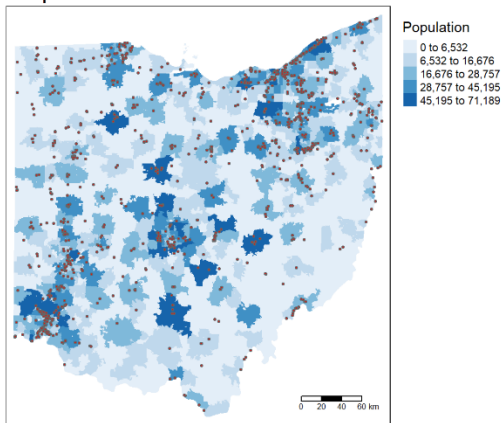 Population
0 to 6,532
6,532 to 16,676
16,676 to 28,757
28,757 to 45,195
45,195 to 71,189
0 20 40 60 km